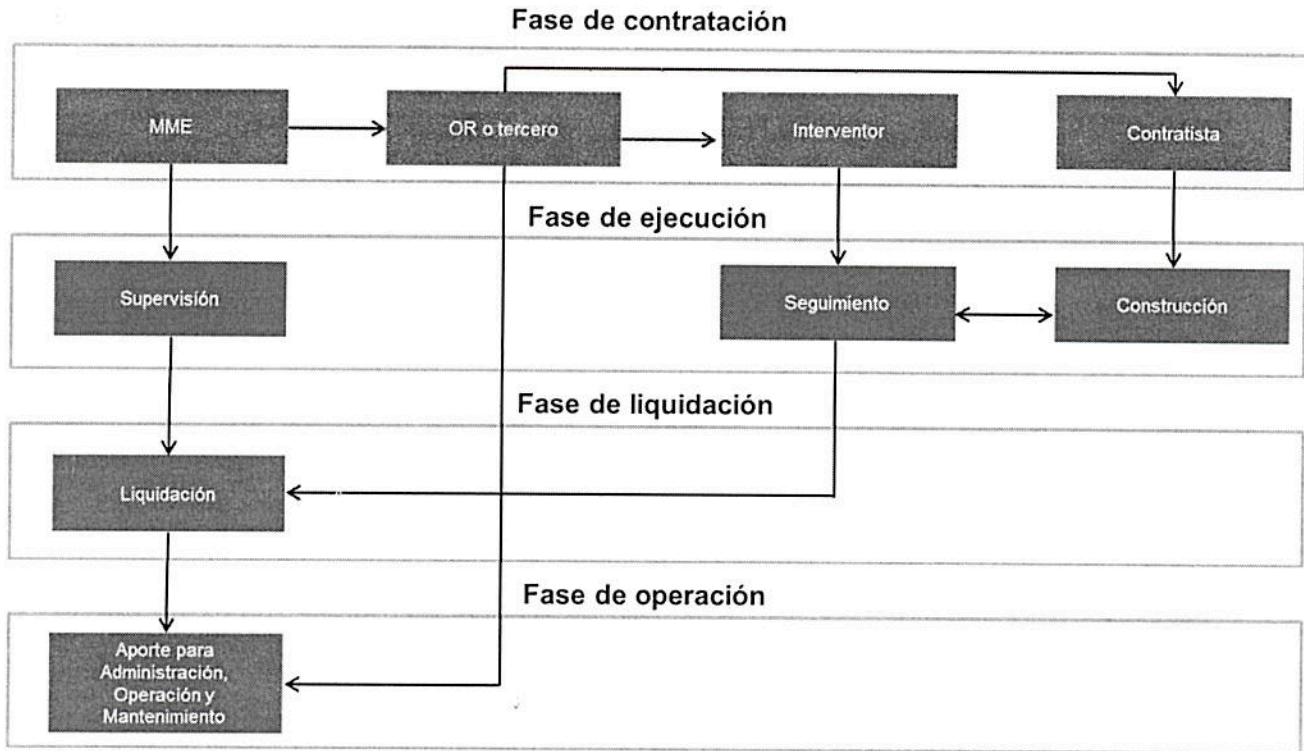 Fase de contratación
MME
OR o tercero
Interventor
Contratista
Fase de ejecución
Supervisión
Seguimiento
Construcción
Fase de liquidación
Liquidación
Fase de operación
Aporte para
Administración,
Operación y
Mantenimiento